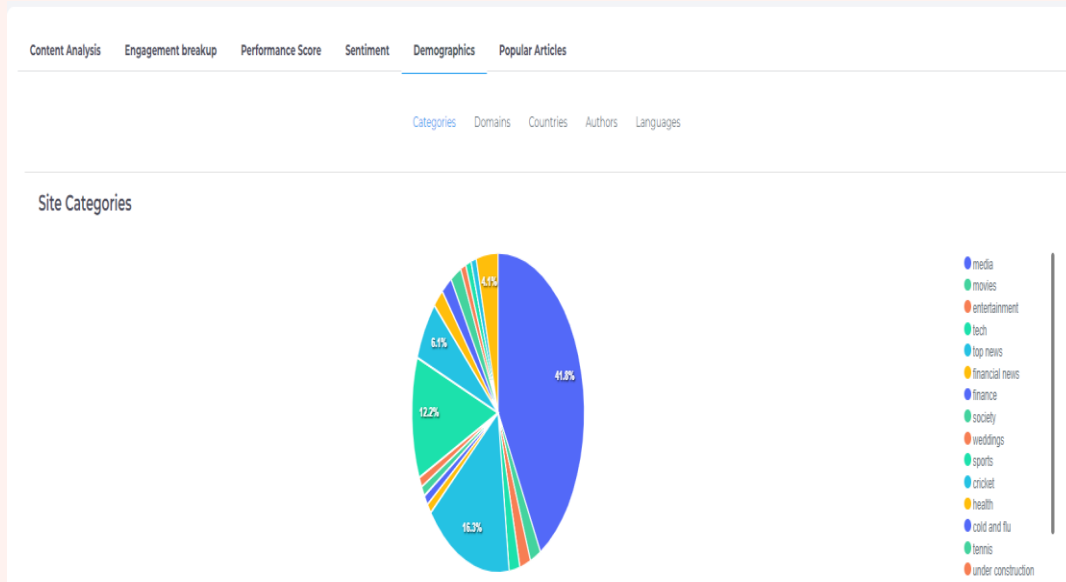 Content Analysis Engagement breakup Performance Score Sentiment Demographics Popular Articles
Categories Domains Countries Authors Languages
Site Categories
4.1%
6.1%
41.8%
12.2%
16.3%
media
movies
entertainment
tech
top news
financial news
finance
society
weddings
sports
cricket
health
cold and flu
tennis
under construction